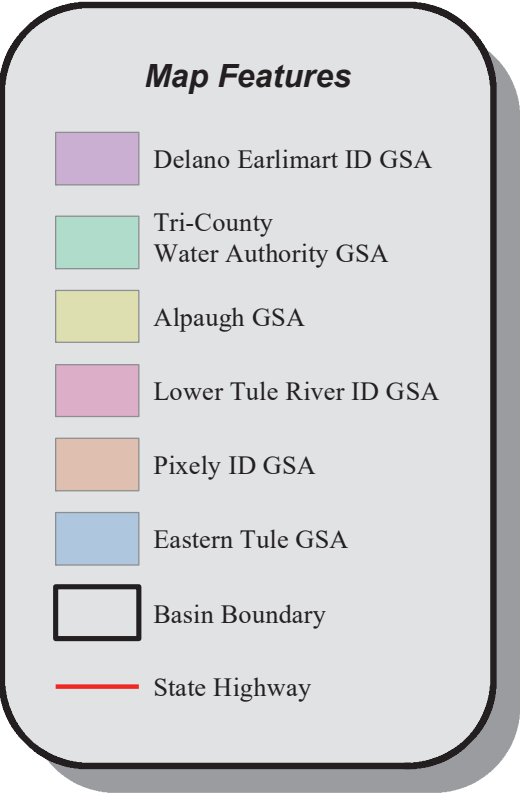 Map Features
Delano Earlimart ID GSA
Tri-County
Water Authority GSA
Alpaugh GSA
Lower Tule River ID GSA
Pixely ID GSA
Eastern Tule GSA
Basin Boundary
State Highway